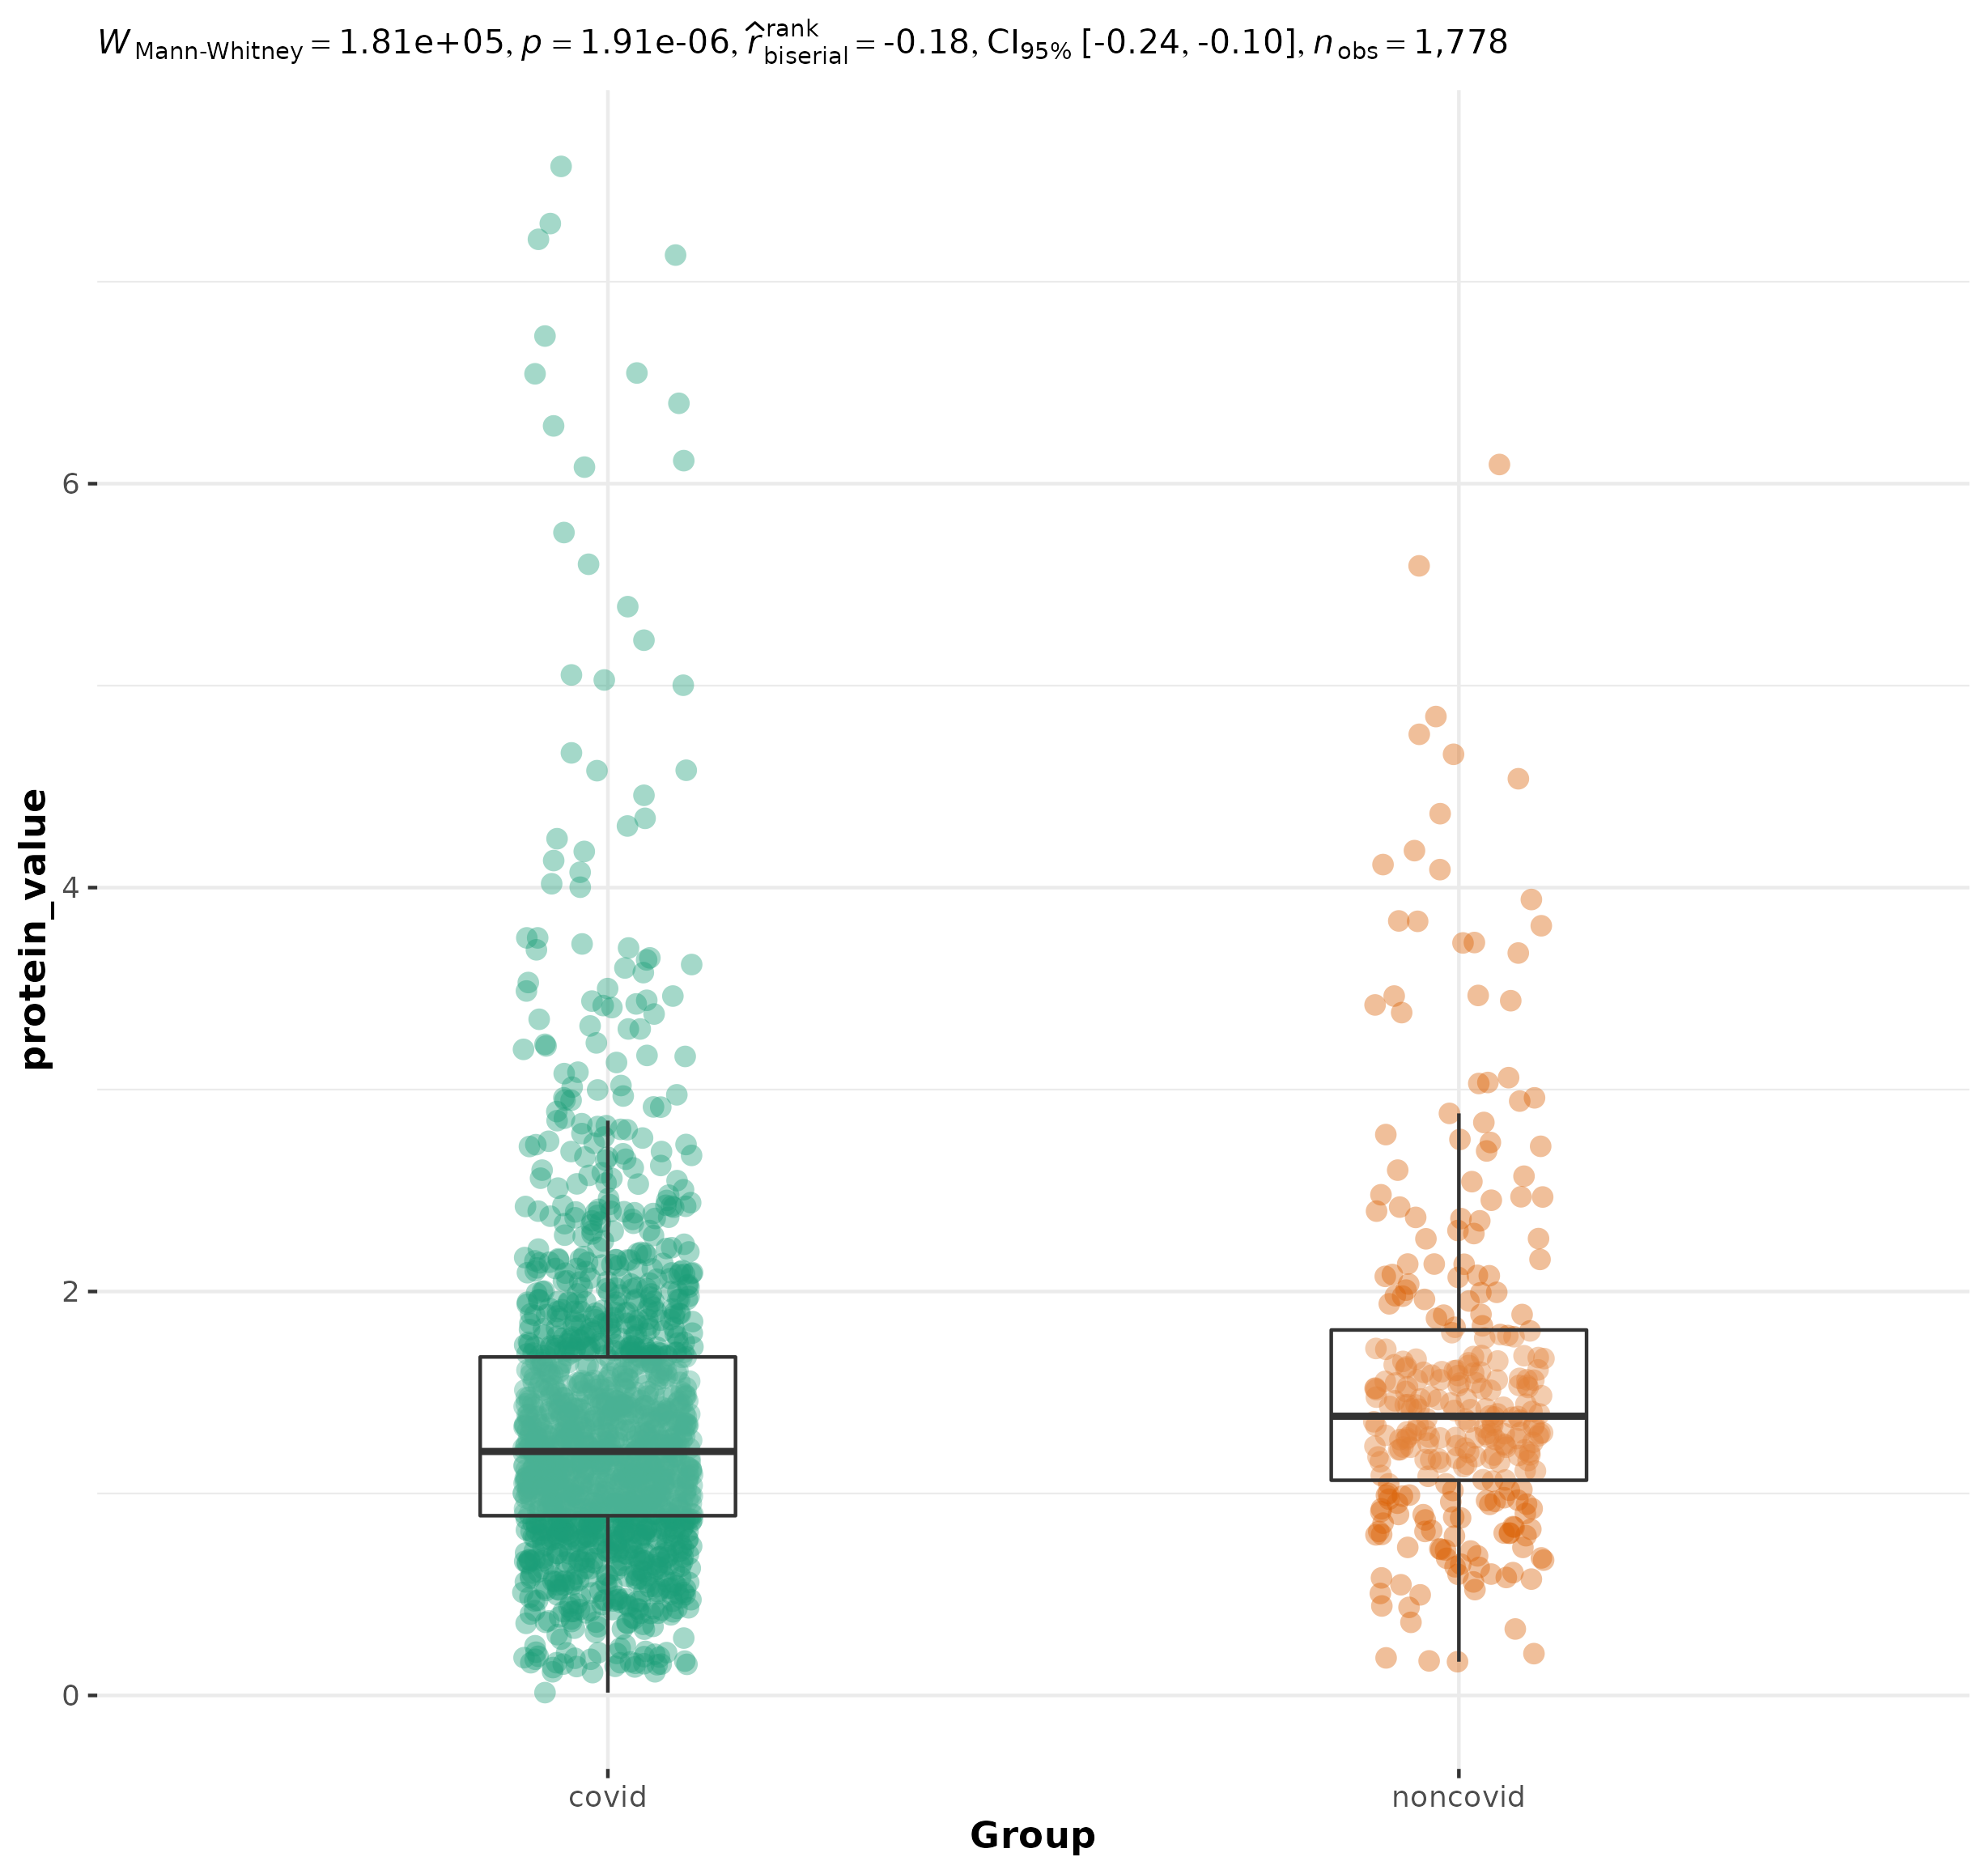 W Mann-Whitney = 1.81e+05, p = 1.91e-06, r̂ rank biserial = -0.18, CI95% [-0.24, -0.10], n obs = 1,778
6
4
2
0
protein_value
covid noncovid
Group